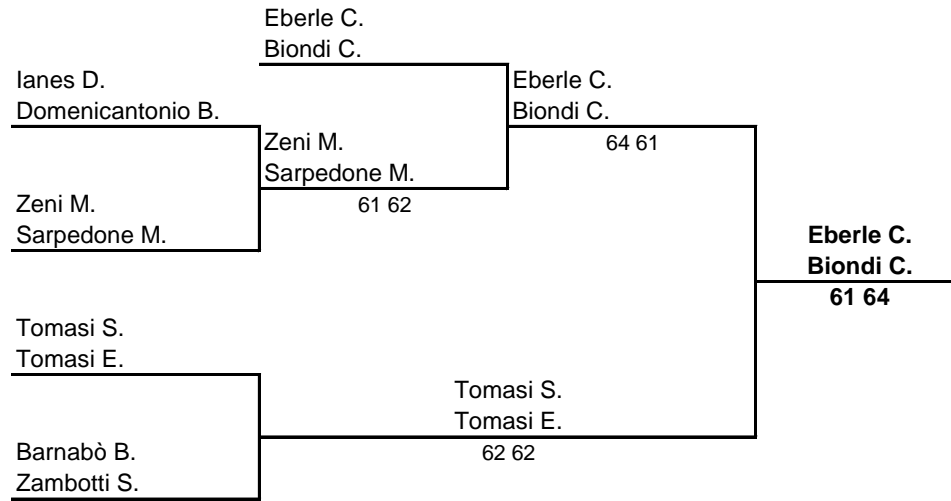 Eberle C.
Biondi C.
Ianes D.
Domenicantonio B.
Eberle C.
Biondi C.
64 61
Zeni M.
Sarpedone M.
61 62
Zeni M.
Sarpedone M.
Eberle C.
Biondi C.
61 64
Tomasi S.
Tomasi E.
Tomasi S.
Tomasi E.
62 62
Barnabò B.
Zambotti S.